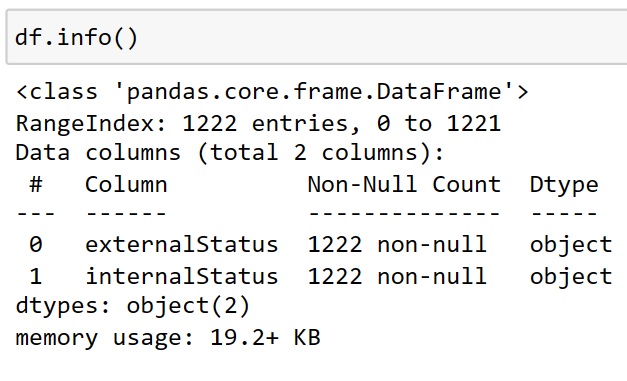 df.info()
<class 'pandas.core.frame.DataFrame'>
RangeIndex: 1222 entries, 0 to 1221
Data columns (total 2 columns):
 #   Column          Non-Null Count  Dtype
---  ------          --------------  -----
 0   externalStatus  1222 non-null   object
 1   internalStatus  1222 non-null   object
dtypes: object(2)
memory usage: 19.2+ KB